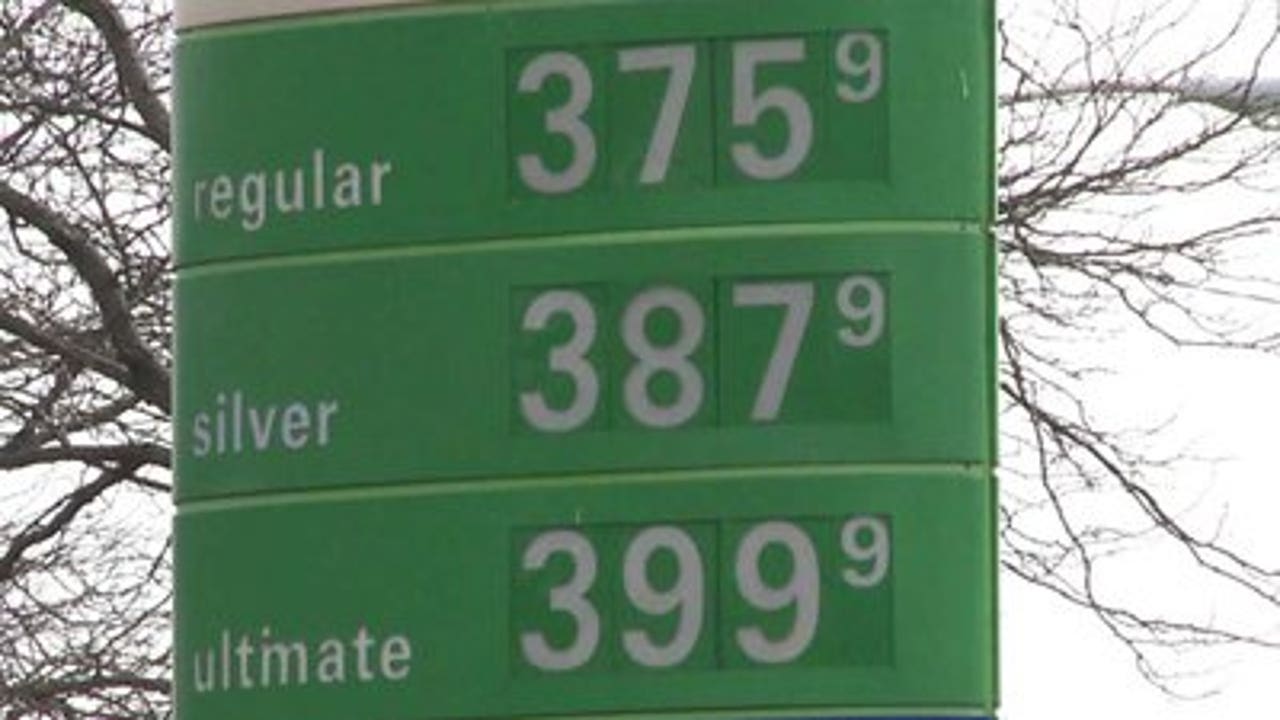 regular 375 9
silver 387 9
ultimate 399 9